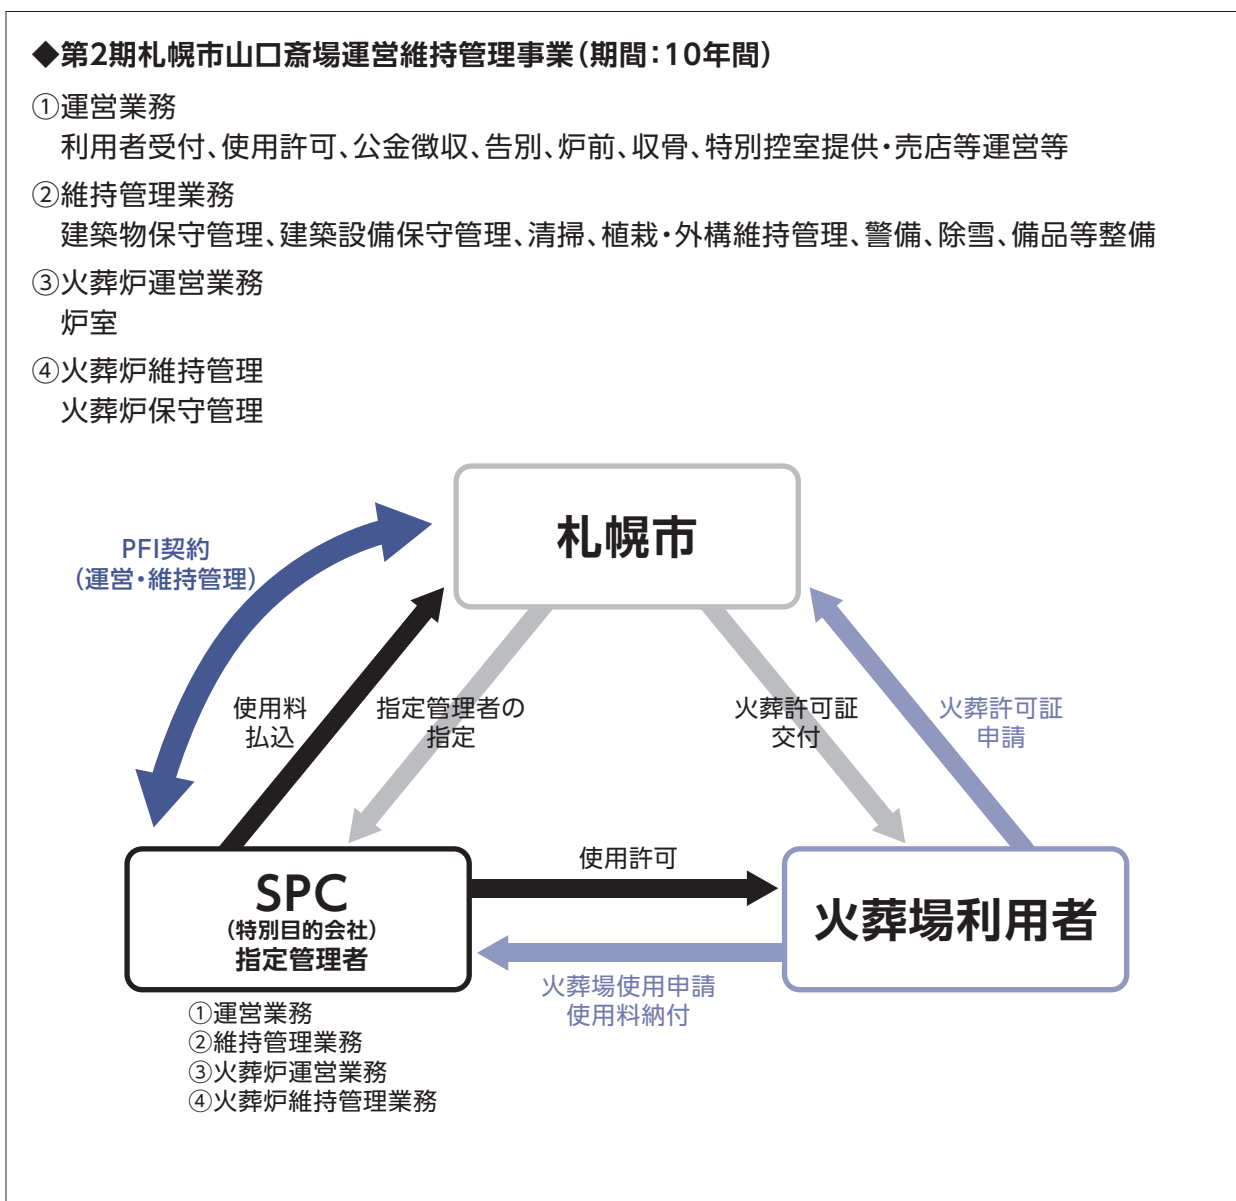 ◆第2期札幌市山口斎場運営維持管理事業(期間:10年間)
①運営業務
利用者受付、使用許可、公金徴収、告別、炉前、収骨、特別控室提供・売店等運営等
②維持管理業務
建築物保守管理、建築設備保守管理、清掃、植栽・外構維持管理、警備、除雪、備品等整備
③火葬炉運営業務
炉室
④火葬炉維持管理
火葬炉保守管理
札幌市
PFI契約
(運営・維持管理)
使用料
払込
指定管理者の
指定
火葬許可証
交付
火葬許可証
申請
使用許可
SPC
(特別目的会社)
指定管理者
火葬場利用者
火葬場使用申請
使用料納付
①運営業務
②維持管理業務
③火葬炉運営業務
④火葬炉維持管理業務